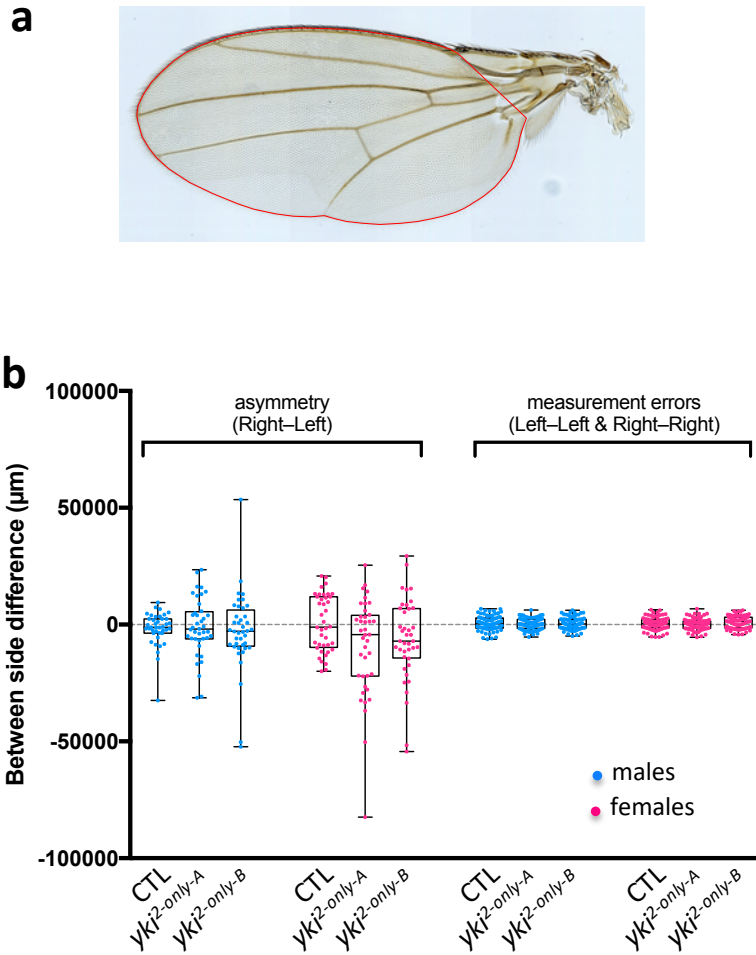 a
b
Between side difference (µm)
100000
50000
0
-50000
-100000
asymmetry
(Right–Left)
measurement errors
(Left–Left & Right–Right)
males
females
CTL
yki2-only-A
yki2-only-B
CTL
yki2-only-A
yki2-only-B
CTL
yki2-only-A
yki2-only-B
CTL
yki2-only-A
yki2-only-B